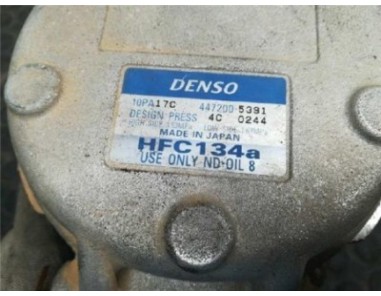 DENSO
10PA17C 447200-5391
DESIGN PRESS 4C 0244
MADE IN JAPAN
HFC134a
USE ONLY ND-OIL 8